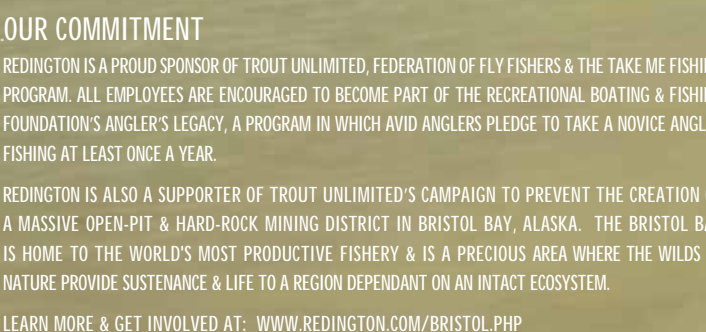 OUR COMMITMENT
REDINGTON IS A PROUD SPONSOR OF TROUT UNLIMITED, FEDERATION OF FLY FISHERS & THE TAKE ME FISHI
PROGRAM. ALL EMPLOYEES ARE ENCOURAGED TO BECOME PART OF THE RECREATIONAL BOATING & FISHI
FOUNDATION'S ANGLER'S LEGACY, A PROGRAM IN WHICH AVID ANGLERS PLEDGE TO TAKE A NOVICE ANGL
FISHING AT LEAST ONCE A YEAR.
REDINGTON IS ALSO A SUPPORTER OF TROUT UNLIMITED'S CAMPAIGN TO PREVENT THE CREATION
A MASSIVE OPEN-PIT & HARD-ROCK MINING DISTRICT IN BRISTOL BAY, ALASKA. THE BRISTOL BA
IS HOME TO THE WORLD'S MOST PRODUCTIVE FISHERY & IS A PRECIOUS AREA WHERE THE WILDS
NATURE PROVIDE SUSTENANCE & LIFE TO A REGION DEPENDANT ON AN INTACT ECOSYSTEM.
LEARN MORE & GET INVOLVED AT: WWW.REDINGTON.COM/BRISTOL.PHP